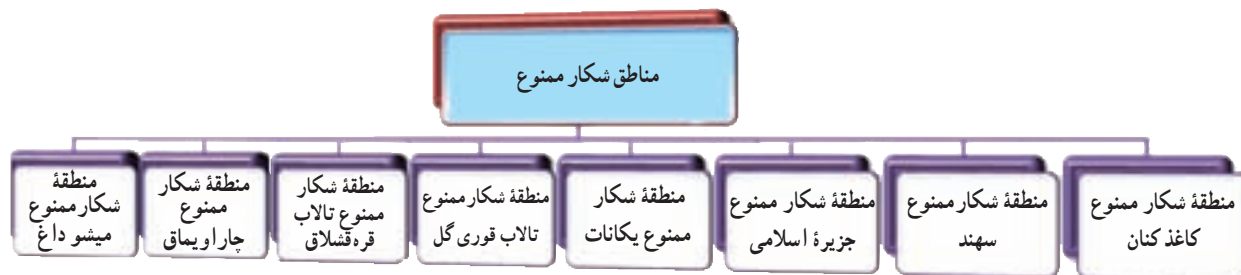 مناطق شکار ممنوع
منطقهٔ شکار ممنوع
کاغذ کنان
منطقهٔ شکار ممنوع
سهند
منطقهٔ شکار ممنوع
جزیرهٔ اسلامی
منطقهٔ شکار
ممنوع یکانات
منطقهٔ شکار ممنوع
تالاب قوری گل
منطقهٔ شکار
ممنوع تالاب
قره‌قشلاق
منطقهٔ شکار
ممنوع
چاراویماق
منطقهٔ
شکار ممنوع
میشو داغ